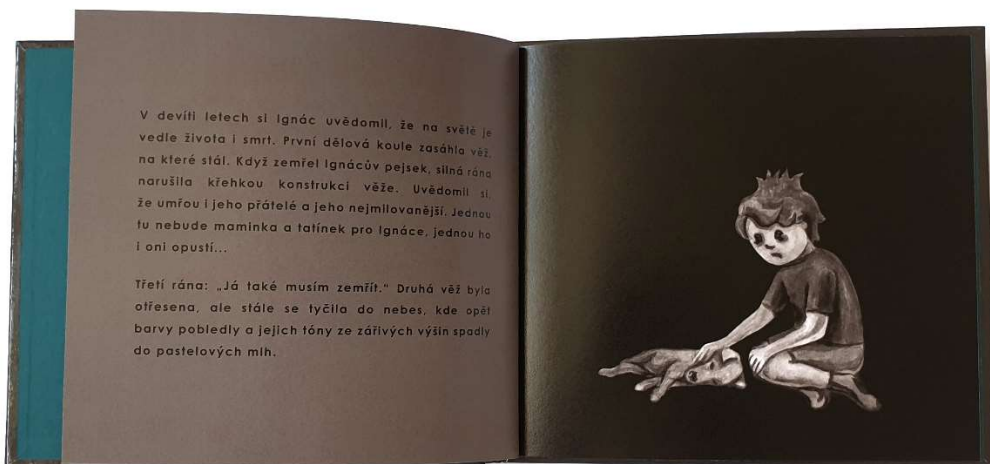 V devíti letech si Ignác uvědomil, že na světě je
vedle života i smrt. První dělová koule zasáhla věž,
na které stál. Když zemřel Ignácův pejsek, silná rána
narušila křehkou konstrukci věže. Uvědomil si,
že umřou i jeho přátelé a jeho nejmilovanější. Jednou
tu nebude maminka a tatínek pro Ignáce, jednou ho
i oni opustí...
Třetí rána: „Já také musím zemřít." Druhá věž byla
otřesena, ale stále se tyčila do nebes, kde opět
barvy pobledly a jejich tóny ze zářivých výšin spadly
do pastelových mlh.